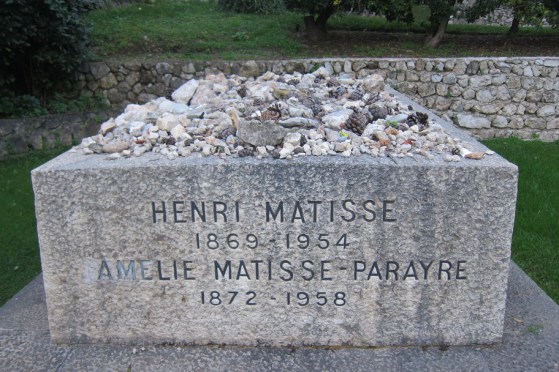 HENRI MATISSE
1869-1954
AMELIE MATISSE-PARAYRE
1872-1958